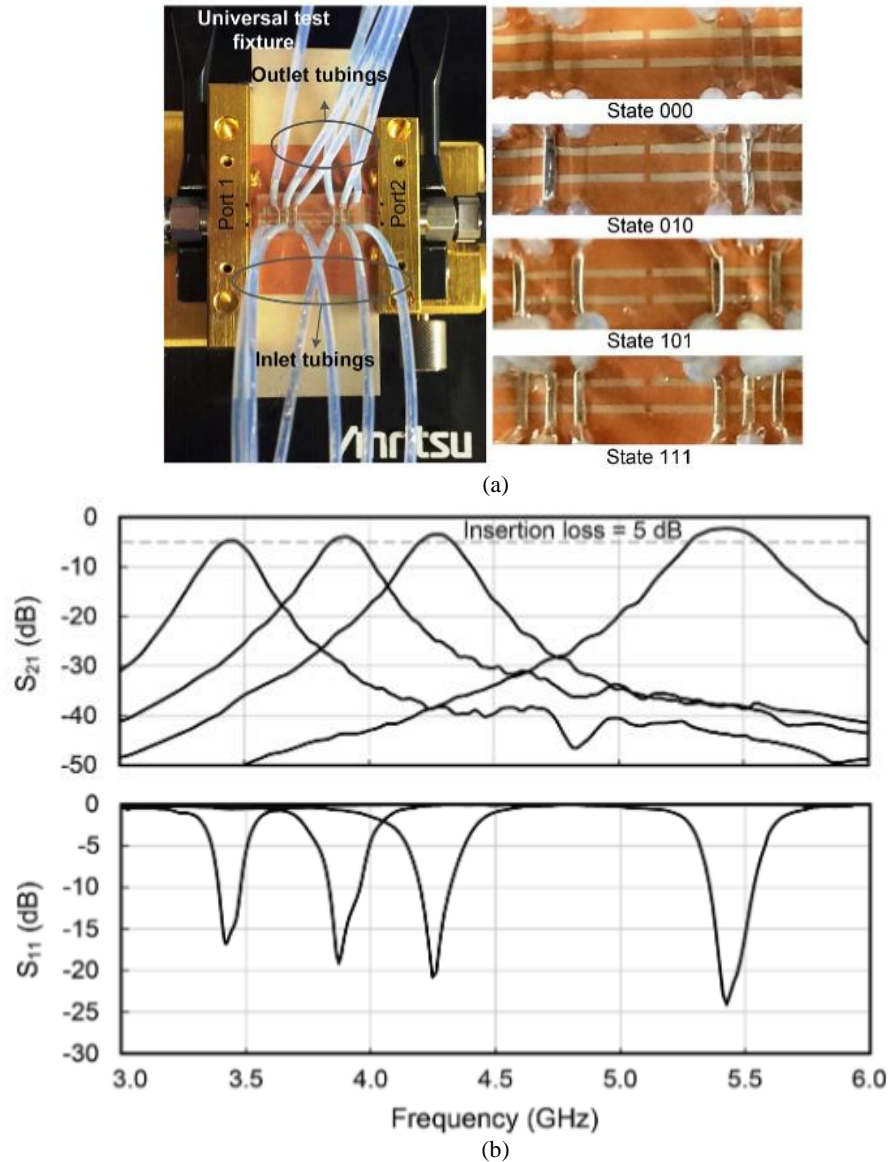 Universal test
fixture
Outlet tubings
Port 1
Port2
Inlet tubings
Anritsu
State 000
State 010
State 101
State 111
(a)
Insertion loss = 5 dB
S₂₁ (dB)
0
-10
-20
-30
-40
-50
S₁₁ (dB)
0
-5
-10
-15
-20
-25
-30
3.0 3.5 4.0 4.5 5.0 5.5 6.0
Frequency (GHz)
(b)